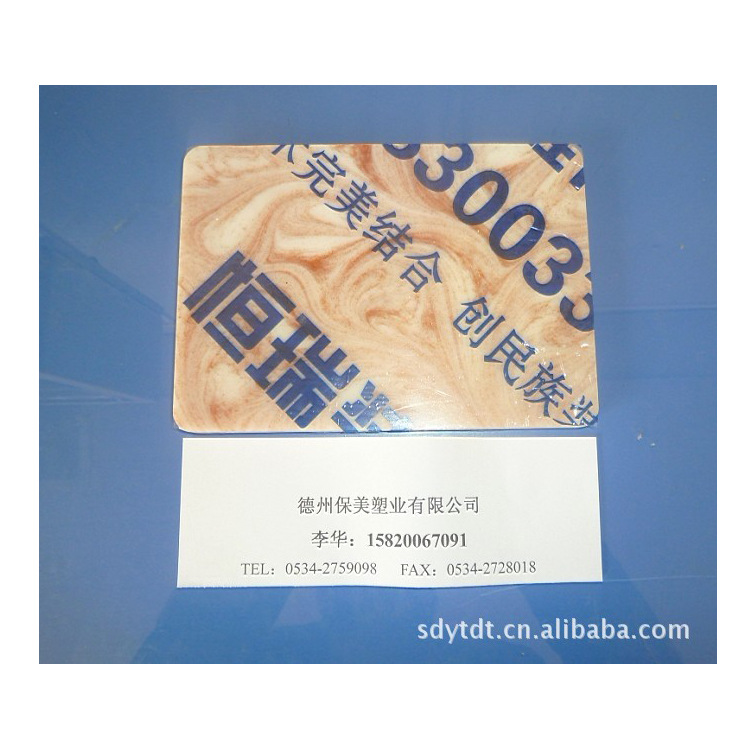 330033
完美结合 创民族
恒瑞
德州保美塑业有限公司
李华：15820067091
TEL：0534-2759098 FAX：0534-2728018
sdytdt.cn.alibaba.com